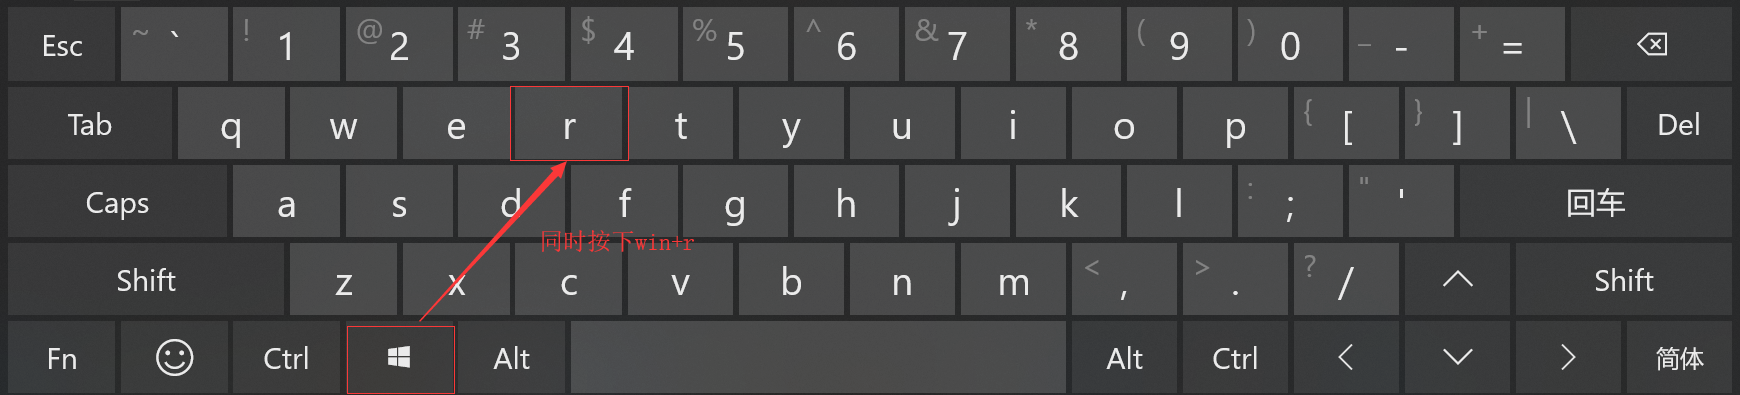 Esc ~ ` ! 1 @ 2 # 3 $ 4 % 5 ^ 6 & 7 * 8 ( 9 ) 0 _ - + =
Tab q w e r t y u i o p { [ } ] | \ Del
Caps a s d f g h j k l : ; " ' 回车
同时按下win+r
Shift z x c v b n m < , > . ? / Shift
Fn Ctrl Alt Alt Ctrl 简体